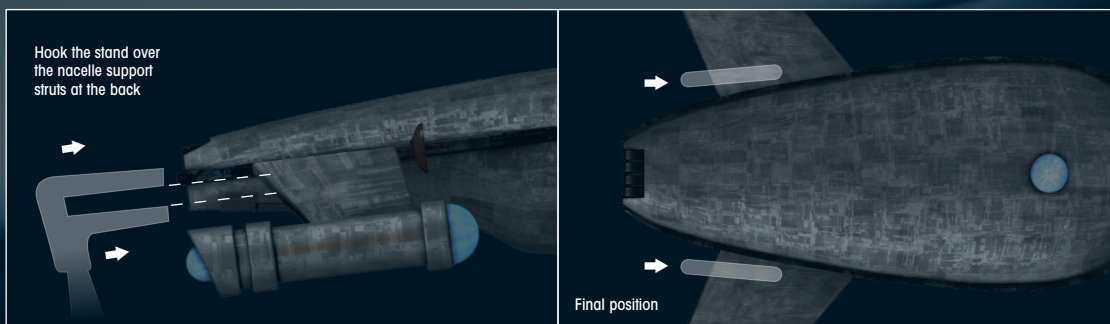 Hook the stand over
the nacelle support
struts at the back
Final position